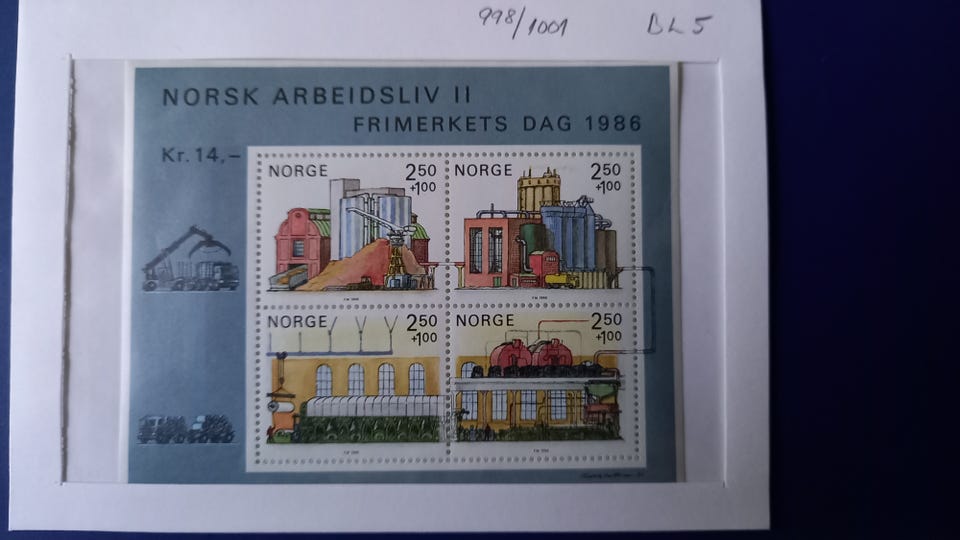 998/1001 BL 5
NORSK ARBEIDSLIV II
FRIMERKETS DAG 1986
Kr. 14,–
NORGE 2 50 +1 00
NORGE 2 50 +1 00
NORGE 2 50 +1 00
NORGE 2 50 +1 00